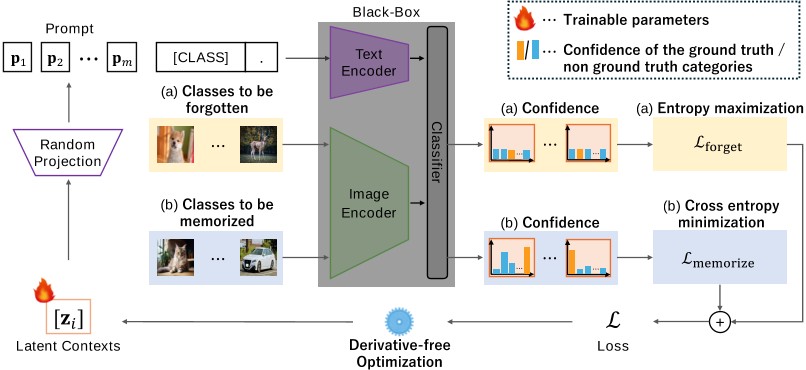 Black-Box
Trainable parameters
Confidence of the ground truth /
non ground truth categories
Prompt
p1 p2 ... pm
[CLASS] .
Text
Encoder
(a) Classes to be
forgotten
Random
Projection
...
Classifier
(a) Confidence
...
(a) Entropy maximization
ℒforget
Image
Encoder
(b) Classes to be
memorized
...
(b) Confidence
...
(b) Cross entropy
minimization
ℒmemorize
[zi]
Latent Contexts
Derivative-free
Optimization
ℒ
Loss
+